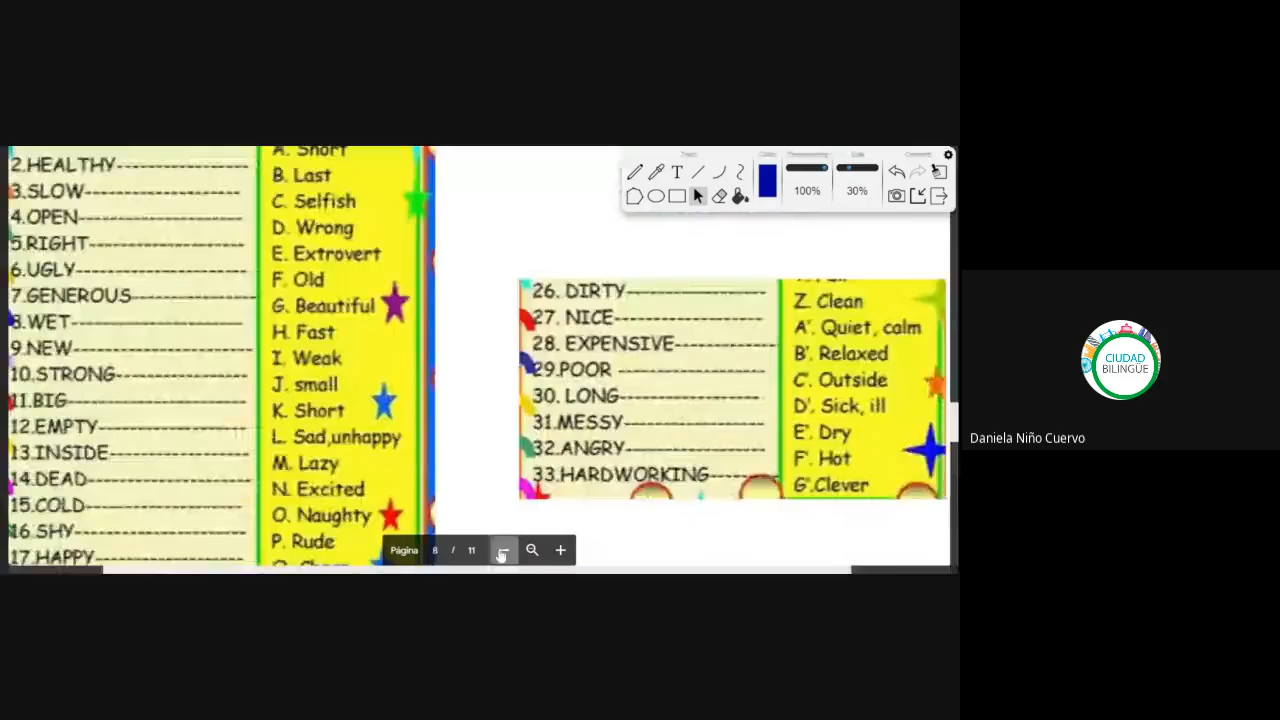 2.HEALTHY
3.SLOW
4.OPEN
5.RIGHT
6.UGLY
7.GENEROUS
8.WET
9.NEW
10.STRONG
11.BIG
12.EMPTY
13.INSIDE
14.DEAD
15.COLD
16.SHY
17.HAPPY
A. Short
B. Last
C. Selfish
D. Wrong
E. Extrovert
F. Old
G. Beautiful
H. Fast
I. Weak
J. small
K. Short
L. Sad,unhappy
M. Lazy
N. Excited
O. Naughty
P. Rude
26. DIRTY
27. NICE
28. EXPENSIVE
29.POOR
30. LONG
31.MESSY
32.ANGRY
33.HARDWORKING
Z. Clean
A'. Quiet, calm
B'. Relaxed
C'. Outside
D'. Sick, ill
E'. Dry
F'. Hot
G'.Clever
T
100%
30%
Página 8 / 11
CIUDAD
BILINGÜE
Daniela Niño Cuervo